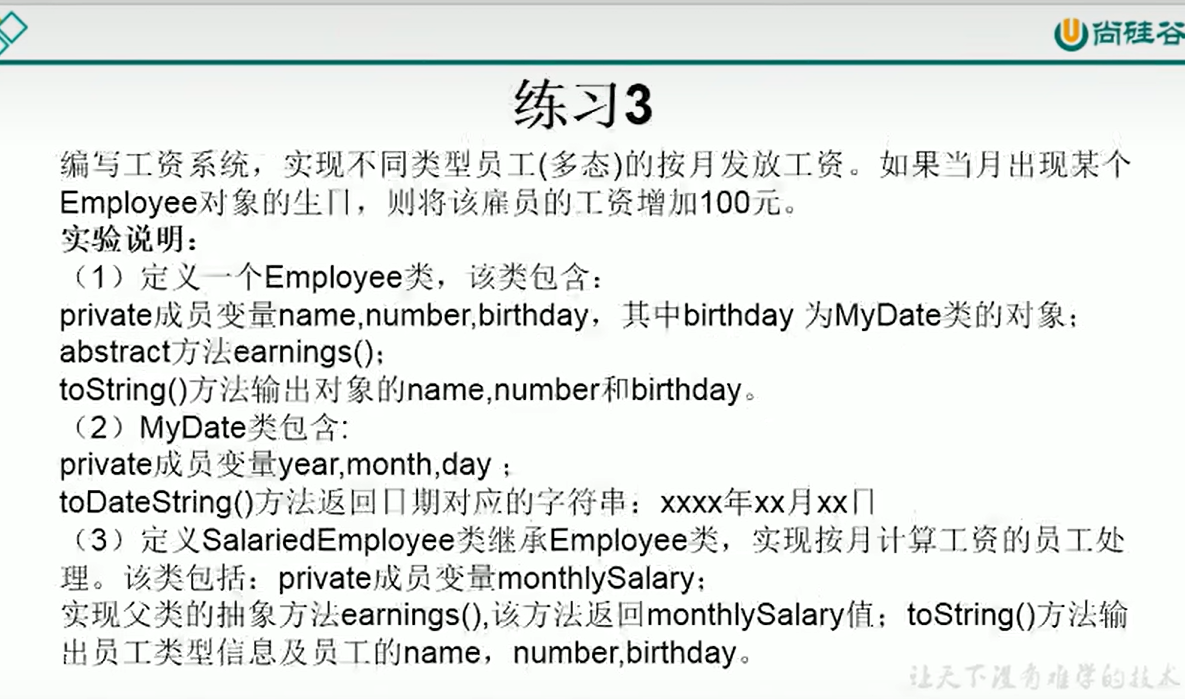 尚硅谷
练习3
编写工资系统，实现不同类型员工(多态)的按月发放工资。如果当月出现某个
Employee对象的生日，则将该雇员的工资增加100元。
实验说明：
（1）定义一个Employee类，该类包含：
private成员变量name,number,birthday，其中birthday 为MyDate类的对象；
abstract方法earnings()；
toString()方法输出对象的name,number和birthday。
（2）MyDate类包含:
private成员变量year,month,day ；
toDateString()方法返回日期对应的字符串：xxxx年xx月xx日
（3）定义SalariedEmployee类继承Employee类，实现按月计算工资的员工处
理。该类包括：private成员变量monthlySalary；
实现父类的抽象方法earnings(),该方法返回monthlySalary值；toString()方法输
出员工类型信息及员工的name，number,birthday。
让天下没有难学的技术